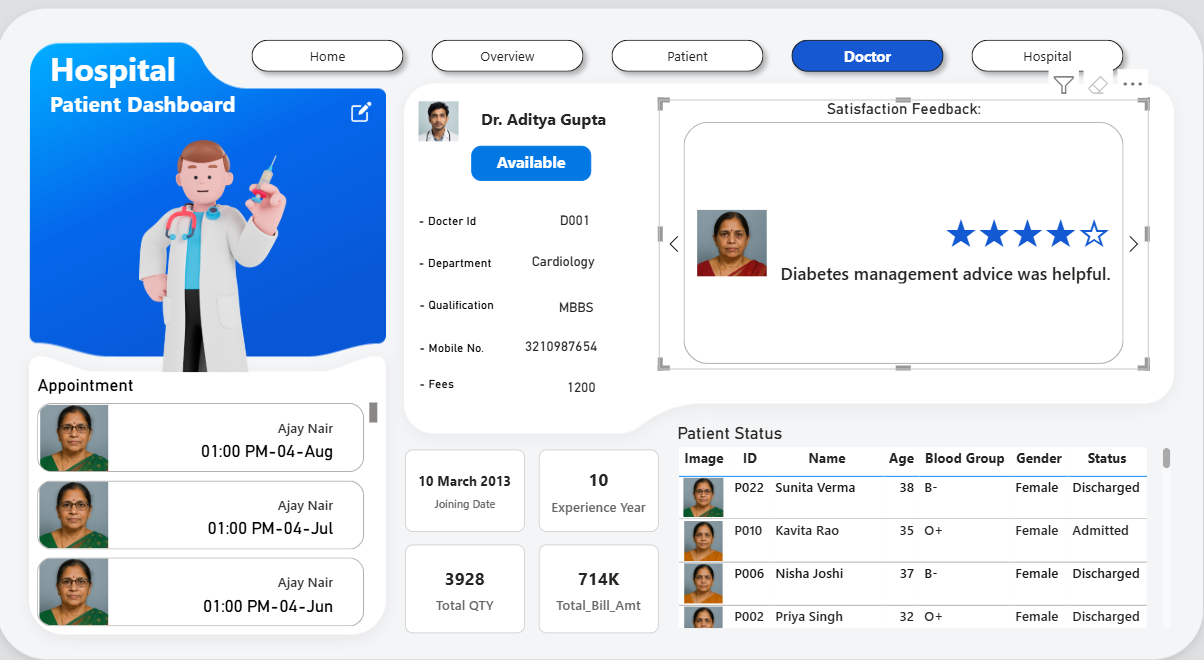 Hospital
Patient Dashboard
Home
Overview
Patient
Doctor
Hospital
Dr. Aditya Gupta
Available
- Docter Id D001
- Department Cardiology
- Qualification MBBS
- Mobile No. 3210987654
- Fees 1200
Satisfaction Feedback:
Diabetes management advice was helpful.
Appointment
Ajay Nair
01:00 PM-04-Aug
Ajay Nair
01:00 PM-04-Jul
Ajay Nair
01:00 PM-04-Jun
10 March 2013
Joining Date
10
Experience Year
3928
Total QTY
714K
Total_Bill_Amt
Patient Status
Image ID Name Age Blood Group Gender Status
P022 Sunita Verma 38 B- Female Discharged
P010 Kavita Rao 35 O+ Female Admitted
P006 Nisha Joshi 37 B- Female Discharged
P002 Priya Singh 32 O+ Female Discharged